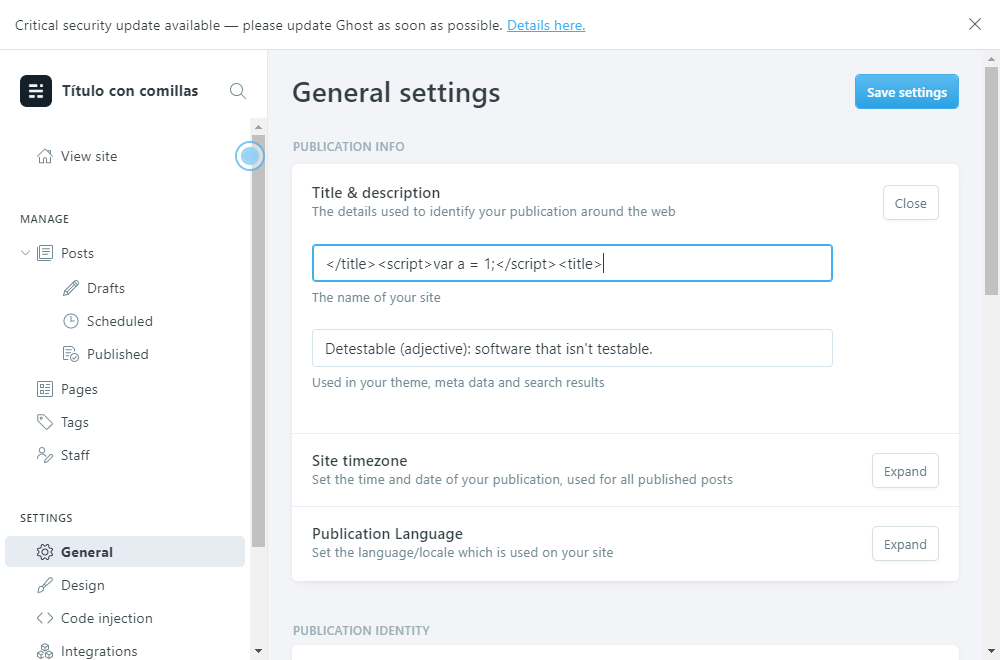 Critical security update available — please update Ghost as soon as possible. Details here.
Título con comillas
View site
MANAGE
Posts
Drafts
Scheduled
Published
Pages
Tags
Staff
SETTINGS
General
Design
Code injection
Integrations
General settings
Save settings
PUBLICATION INFO
Title & description
The details used to identify your publication around the web
Close
</title><script>var a = 1;</script><title>
The name of your site
Detestable (adjective): software that isn't testable.
Used in your theme, meta data and search results
Site timezone
Set the time and date of your publication, used for all published posts
Expand
Publication Language
Set the language/locale which is used on your site
Expand
PUBLICATION IDENTITY